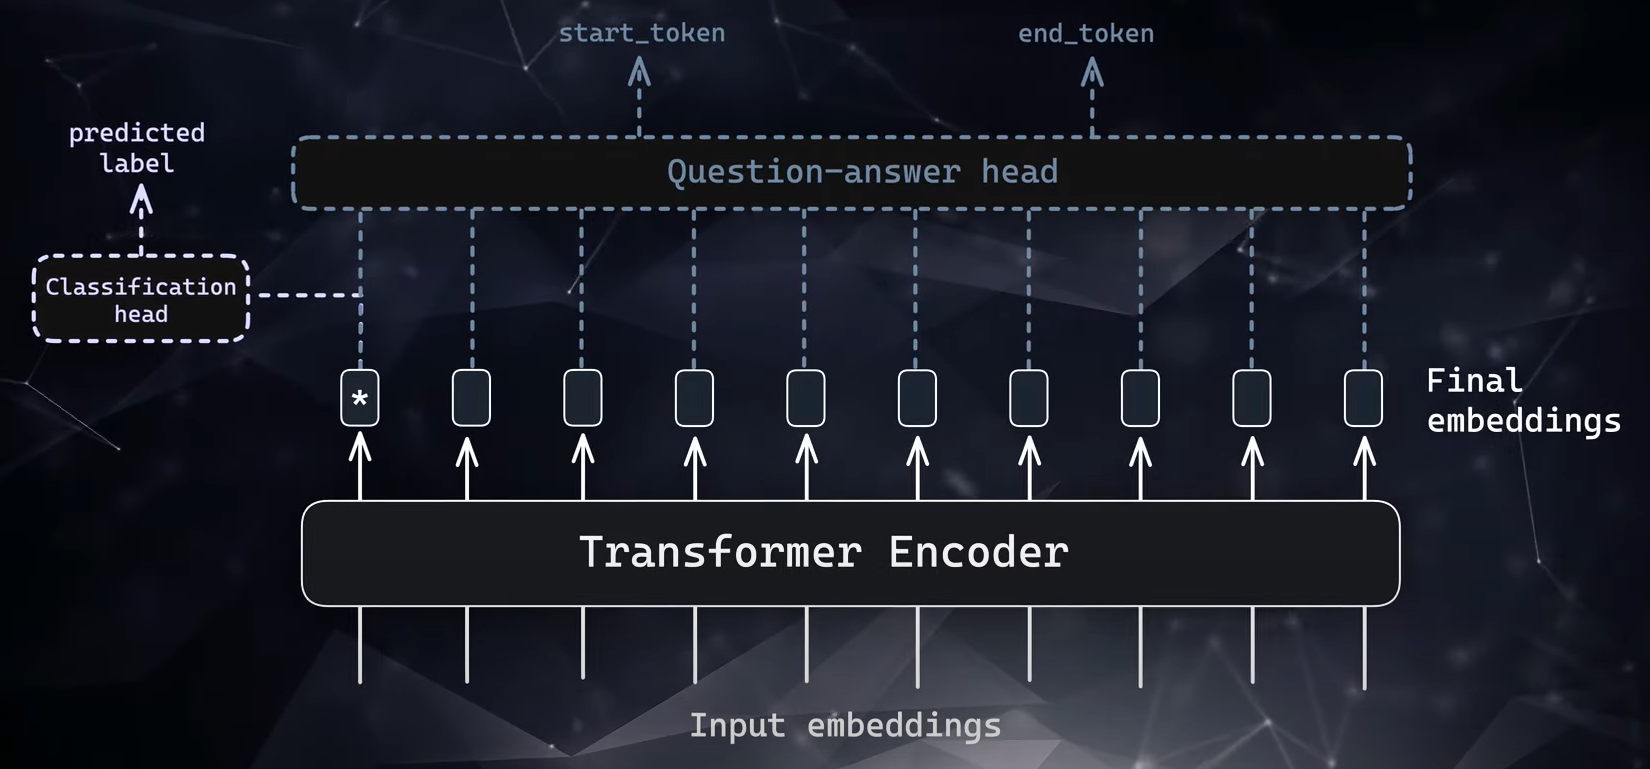 start_token
end_token
predicted
label
Question-answer head
Classification
head
*
Final
embeddings
Transformer Encoder
Input embeddings